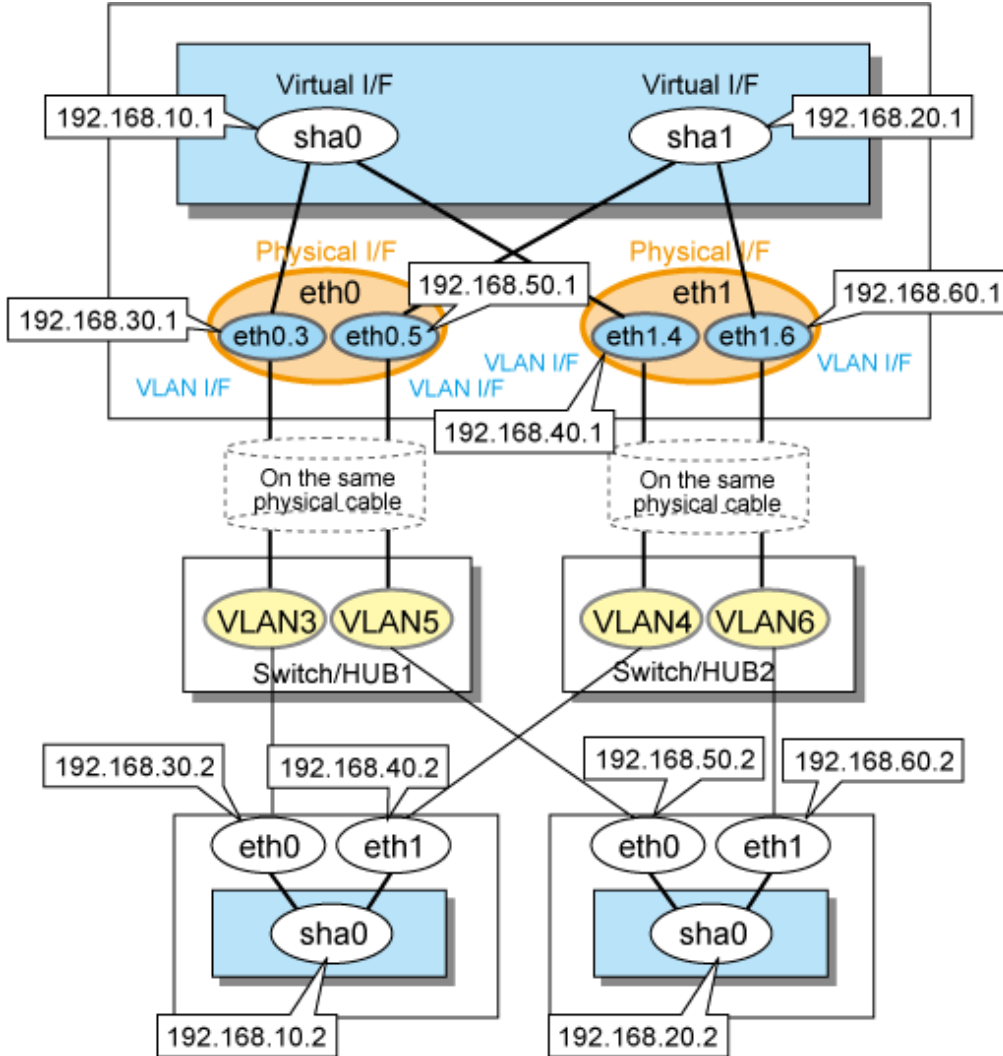 Virtual I/F
Virtual I/F
192.168.10.1
192.168.20.1
sha0
sha1
Physical I/F
Physical I/F
eth0
192.168.50.1
eth1
192.168.60.1
192.168.30.1
eth0.3
eth0.5
eth1.4
eth1.6
VLAN I/F
VLAN I/F
VLAN I/F
VLAN I/F
192.168.40.1
On the same
physical cable
On the same
physical cable
VLAN3
VLAN5
VLAN4
VLAN6
Switch/HUB1
Switch/HUB2
192.168.30.2
192.168.40.2
192.168.50.2
192.168.60.2
eth0
eth1
eth0
eth1
sha0
sha0
192.168.10.2
192.168.20.2